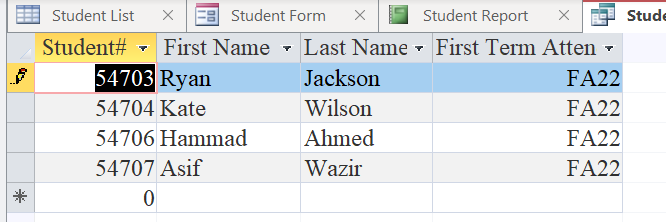 Student List Student Form Student Report Stude
Student# First Name Last Name First Term Atten
54703 Ryan Jackson FA22
54704 Kate Wilson FA22
54706 Hammad Ahmed FA22
54707 Asif Wazir FA22
0